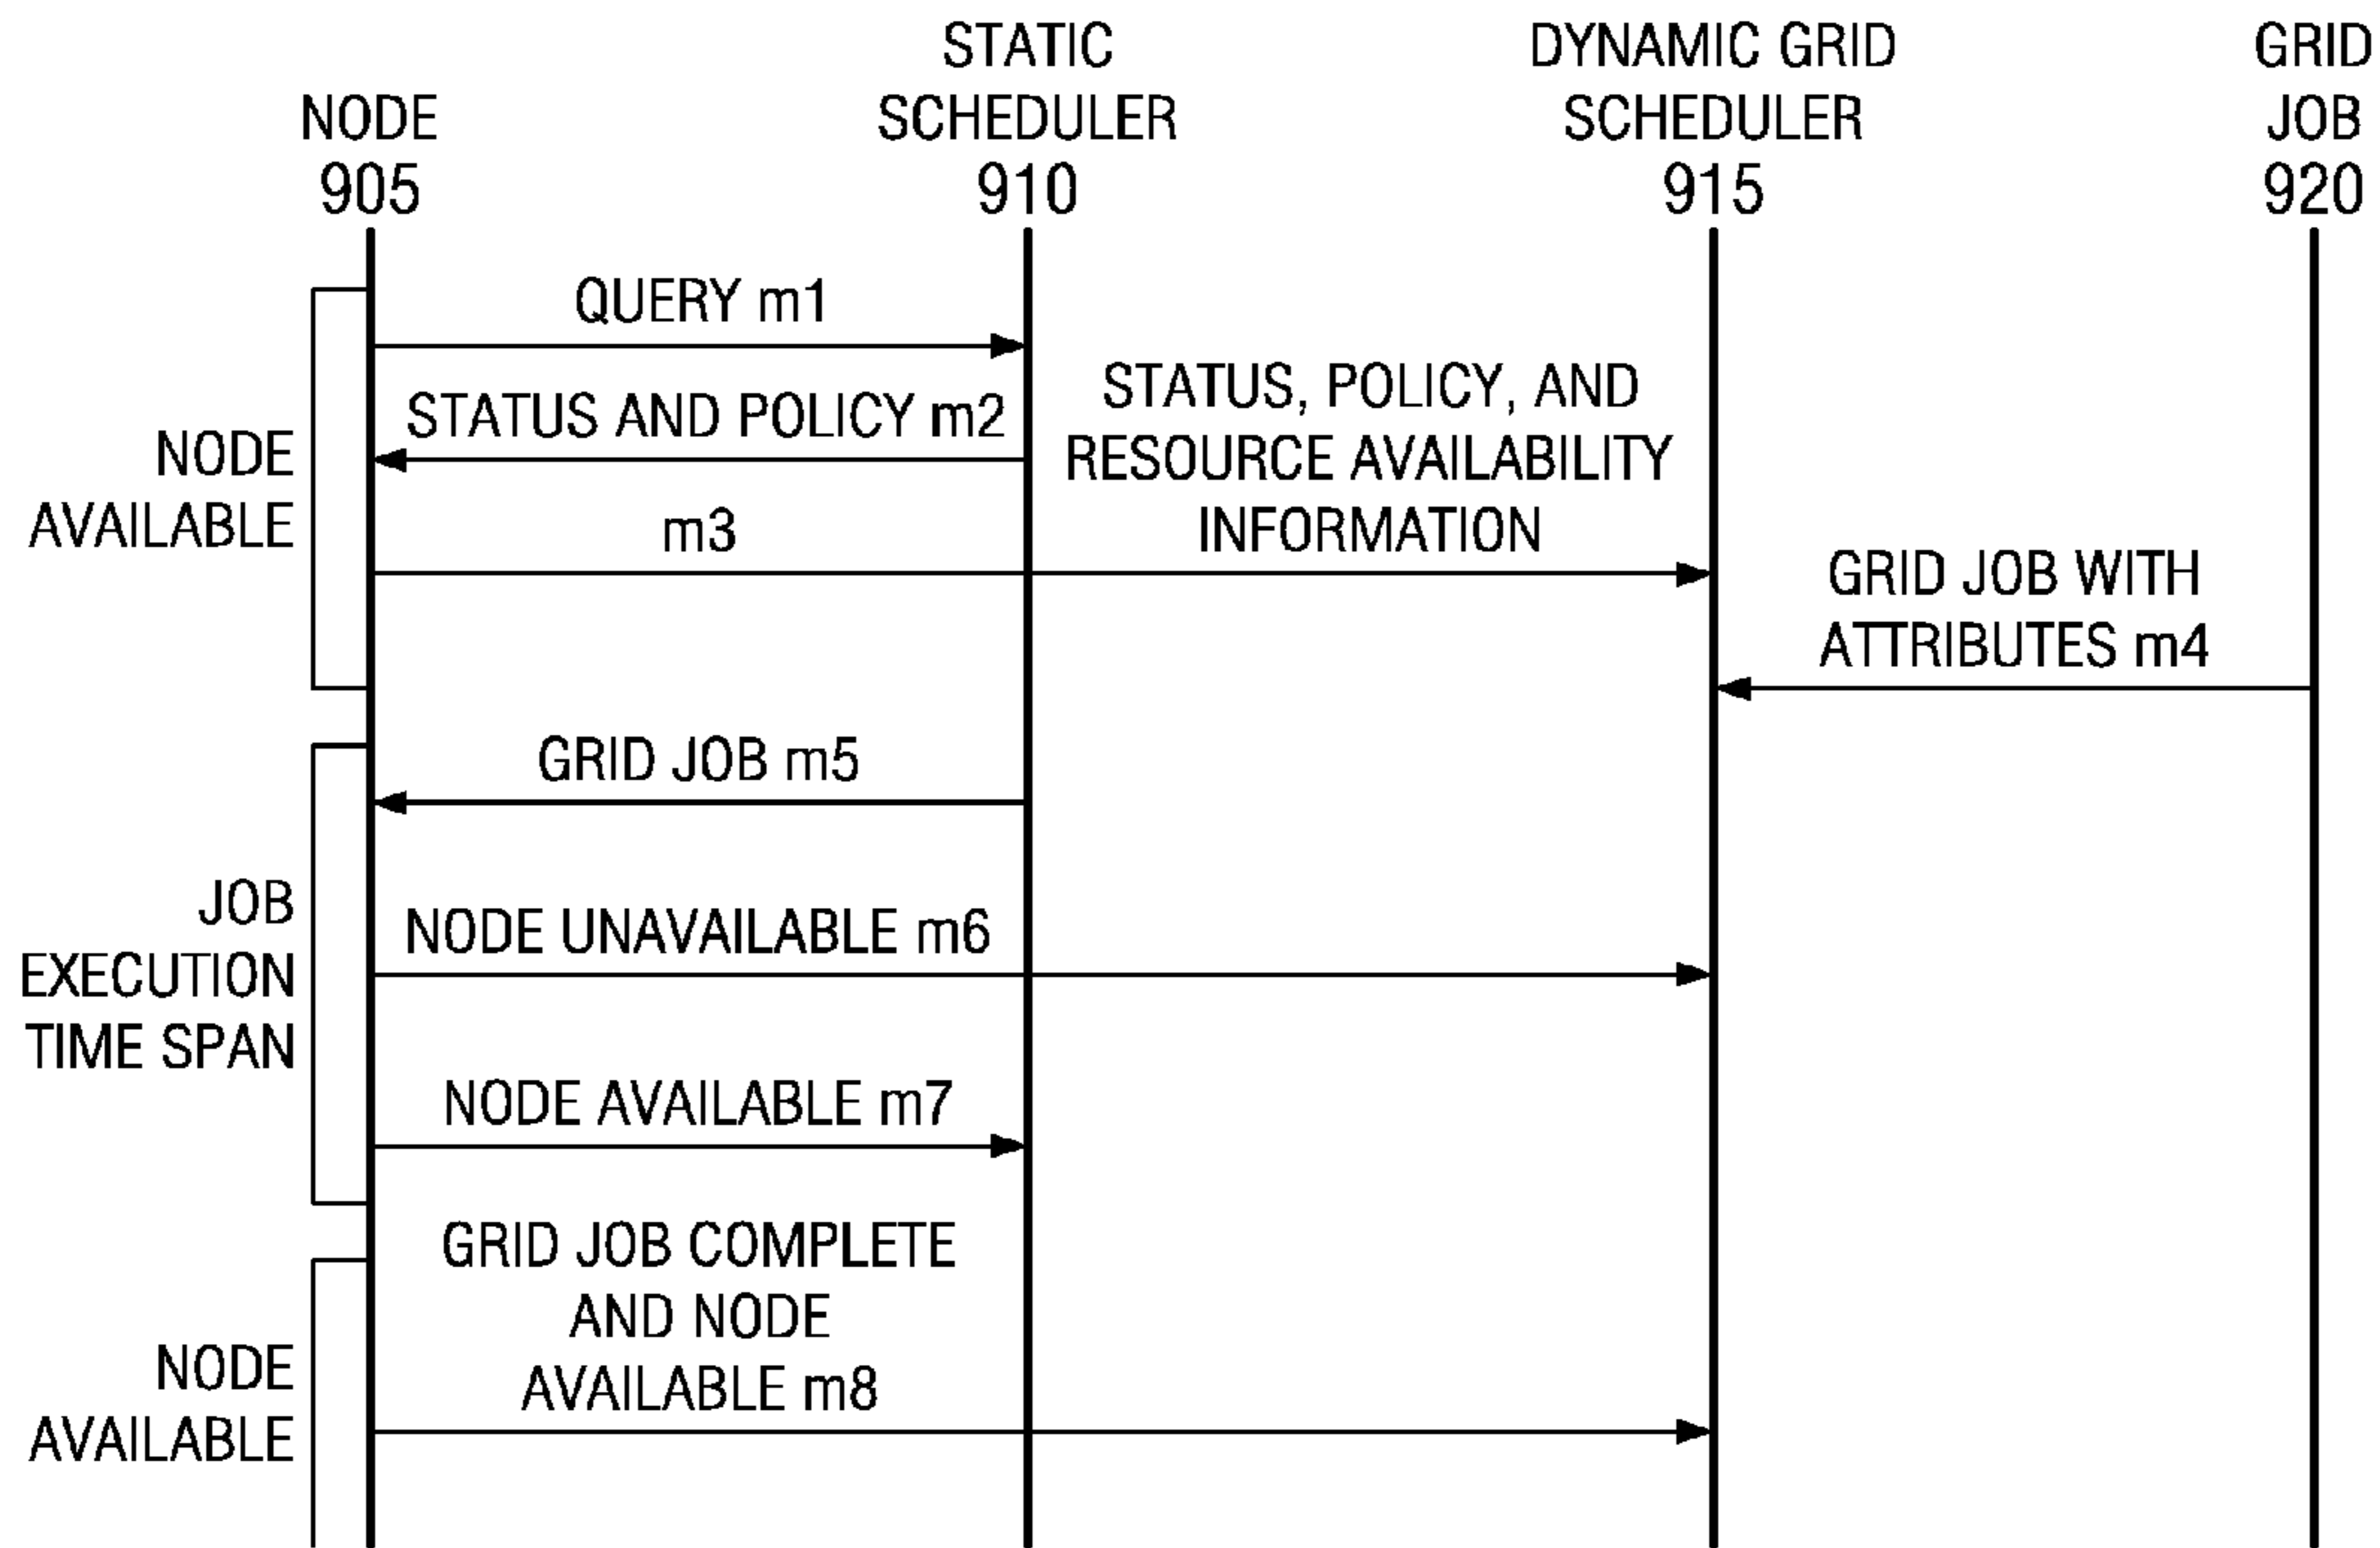 NODE
905
STATIC
SCHEDULER
910
DYNAMIC GRID
SCHEDULER
915
GRID
JOB
920
NODE
AVAILABLE
QUERY m1
STATUS AND POLICY m2
m3
STATUS, POLICY, AND
RESOURCE AVAILABILITY
INFORMATION
GRID JOB WITH
ATTRIBUTES m4
JOB
EXECUTION
TIME SPAN
GRID JOB m5
NODE UNAVAILABLE m6
NODE AVAILABLE m7
NODE
AVAILABLE
GRID JOB COMPLETE
AND NODE
AVAILABLE m8